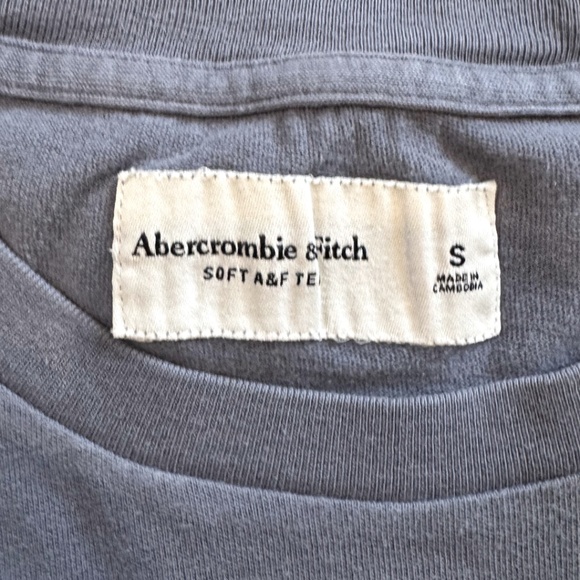 Abercrombie & Fitch
SOFT A&F TE
S
MADE IN
CAMBODIA